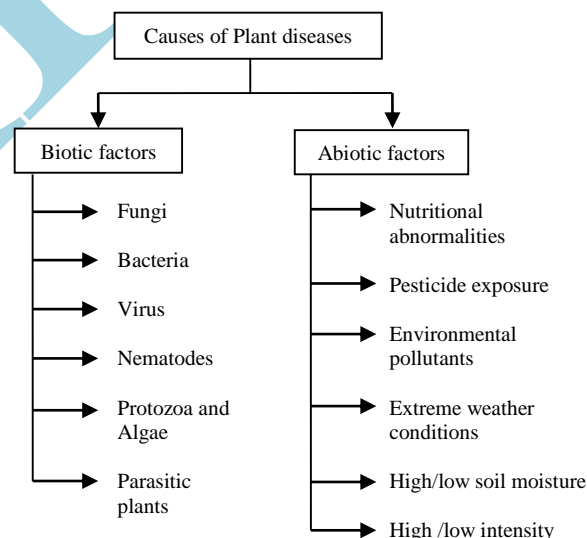 Causes of Plant diseases
Biotic factors
Fungi
Bacteria
Virus
Nematodes
Protozoa and
Algae
Parasitic
plants
Abiotic factors
Nutritional
abnormalities
Pesticide exposure
Environmental
pollutants
Extreme weather
conditions
High/low soil moisture
High /low intensity